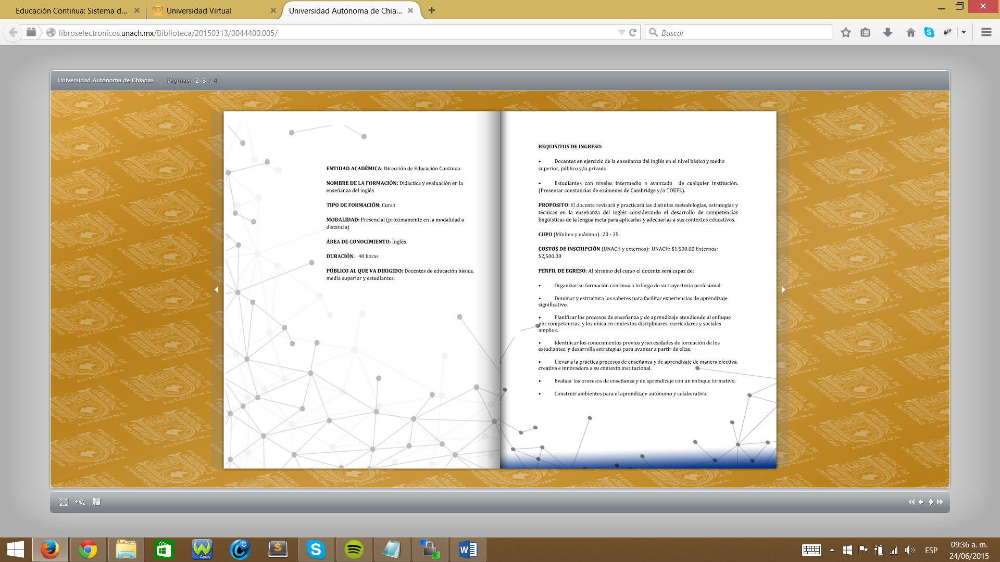 Educación Continua: Sistema d...
Universidad Virtual
Universidad Autónoma de Chia...
libroselectronicos.unach.mx/Biblioteca/20150313/0044400.005/
Buscar
Universidad Autónoma de Chiapas | Páginas: 2-3 / 4
ENTIDAD ACADÉMICA: Dirección de Educación Continua
NOMBRE DE LA FORMACIÓN: Didáctica y evaluación en la
enseñanza del inglés
TIPO DE FORMACIÓN: Curso
MODALIDAD: Presencial (próximamente en la modalidad a
distancia)
ÁREA DE CONOCIMIENTO: Inglés
DURACIÓN: 40 horas
PÚBLICO AL QUE VA DIRIGIDO: Docentes de educación básica,
media superior y estudiantes.
REQUISITOS DE INGRESO:
• Docentes en ejercicio de la enseñanza del inglés en el nivel básico y medio
superior, público y/o privado.
• Estudiantes con niveles intermedio o avanzado de cualquier institución.
(Presentar constancias de exámenes de Cambridge y/o TOEFL).
PROPOSITO: El docente revisará y practicará las distintas metodologías, estrategias y
técnicas en la enseñanza del inglés considerando el desarrollo de competencias
lingüísticas de la lengua meta para aplicarlas y adecuarlas a sus contextos educativos.
CUPO (Mínimo y máximo): 20 - 35
COSTOS DE INSCRIPCIÓN (UNACH y externos): UNACH: $1,500.00 Externos:
$2,500.00
PERFIL DE EGRESO: Al término del curso el docente será capaz de:
• Organizar su formación continua a lo largo de su trayectoria profesional.
• Dominar y estructura los saberes para facilitar experiencias de aprendizaje
significativo.
• Planificar los procesos de enseñanza y de aprendizaje atendiendo al enfoque
por competencias, y los ubica en contextos disciplinares, curriculares y sociales
amplios.
• Identificar los conocimientos previos y necesidades de formación de los
estudiantes, y desarrolla estrategias para avanzar a partir de ellas.
• Llevar a la práctica procesos de enseñanza y de aprendizaje de manera efectiva,
creativa e innovadora a su contexto institucional.
• Evaluar los procesos de enseñanza y de aprendizaje con un enfoque formativo.
• Construir ambientes para el aprendizaje autónomo y colaborativo.
Games
ESP
09:36 a. m.
24/06/2015